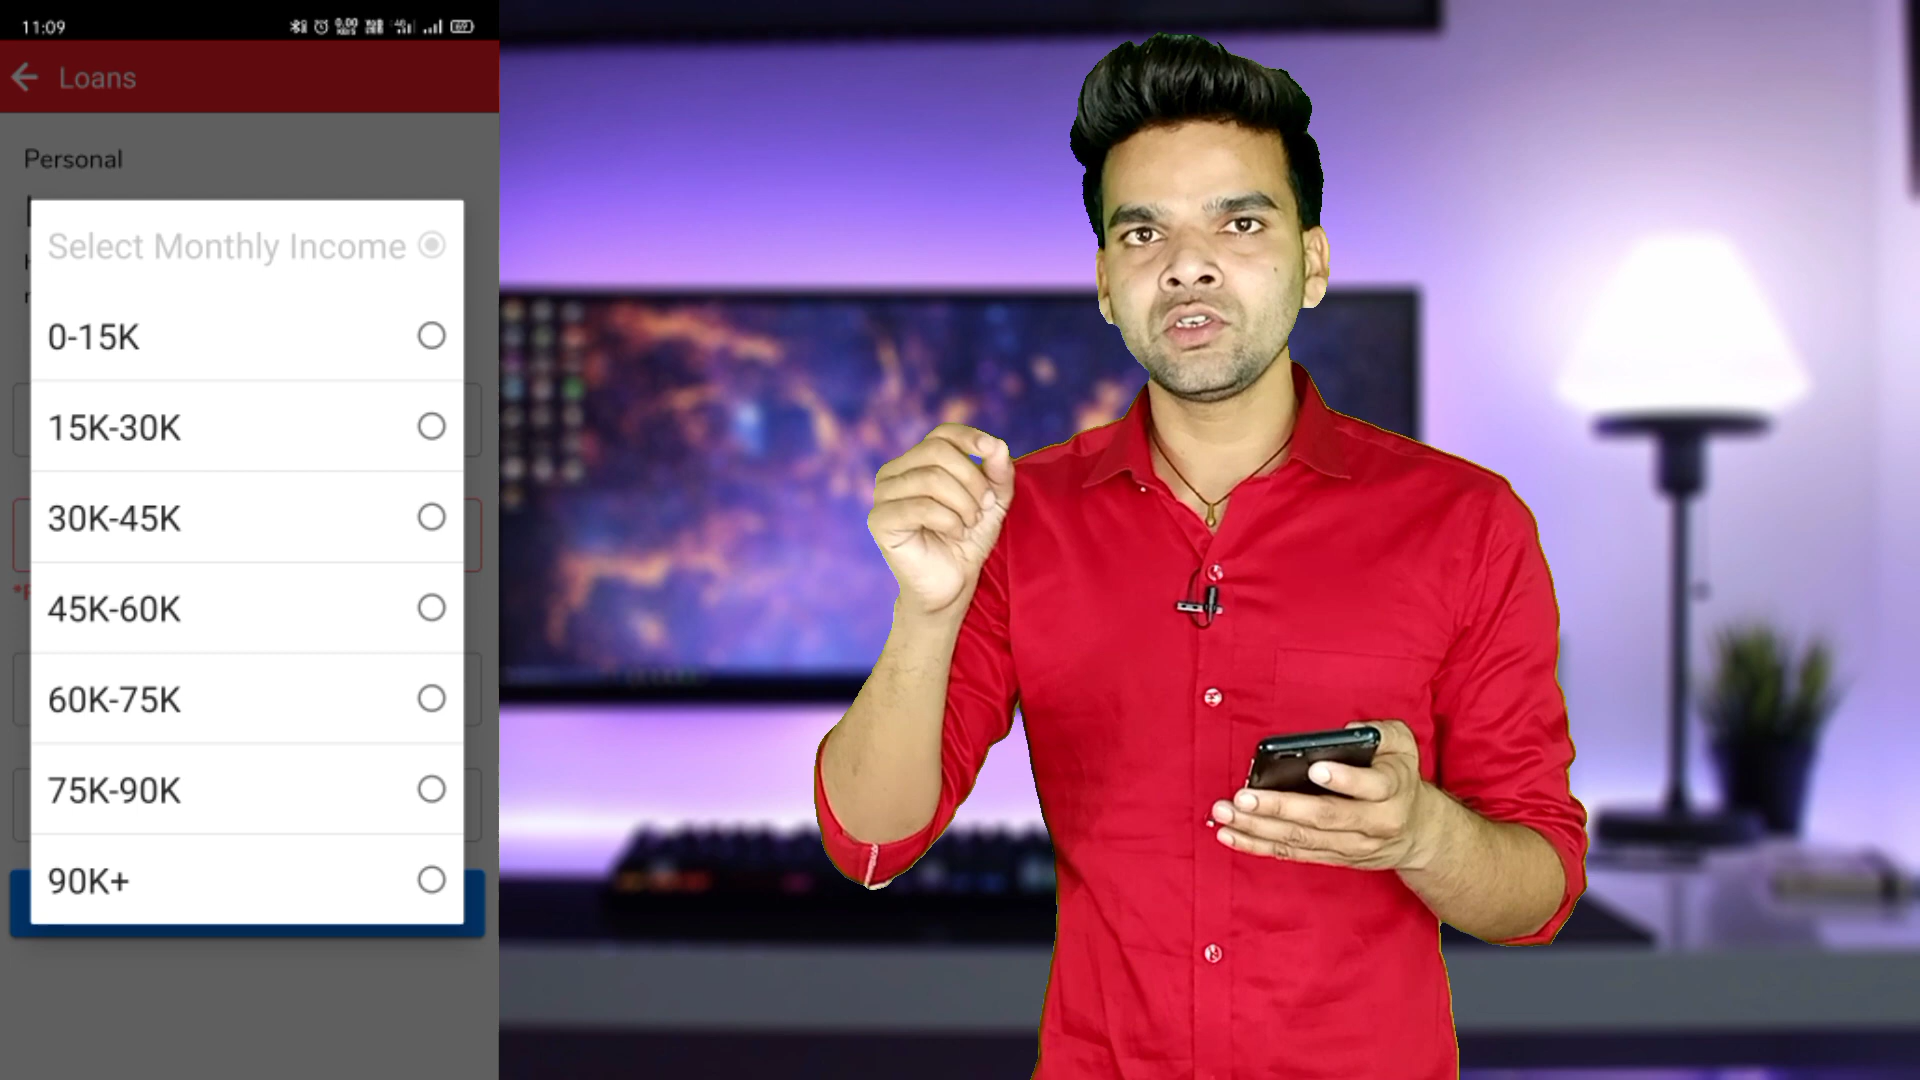 11:09
Loans
Personal
Select Monthly Income
0-15K
15K-30K
30K-45K
45K-60K
60K-75K
75K-90K
90K+